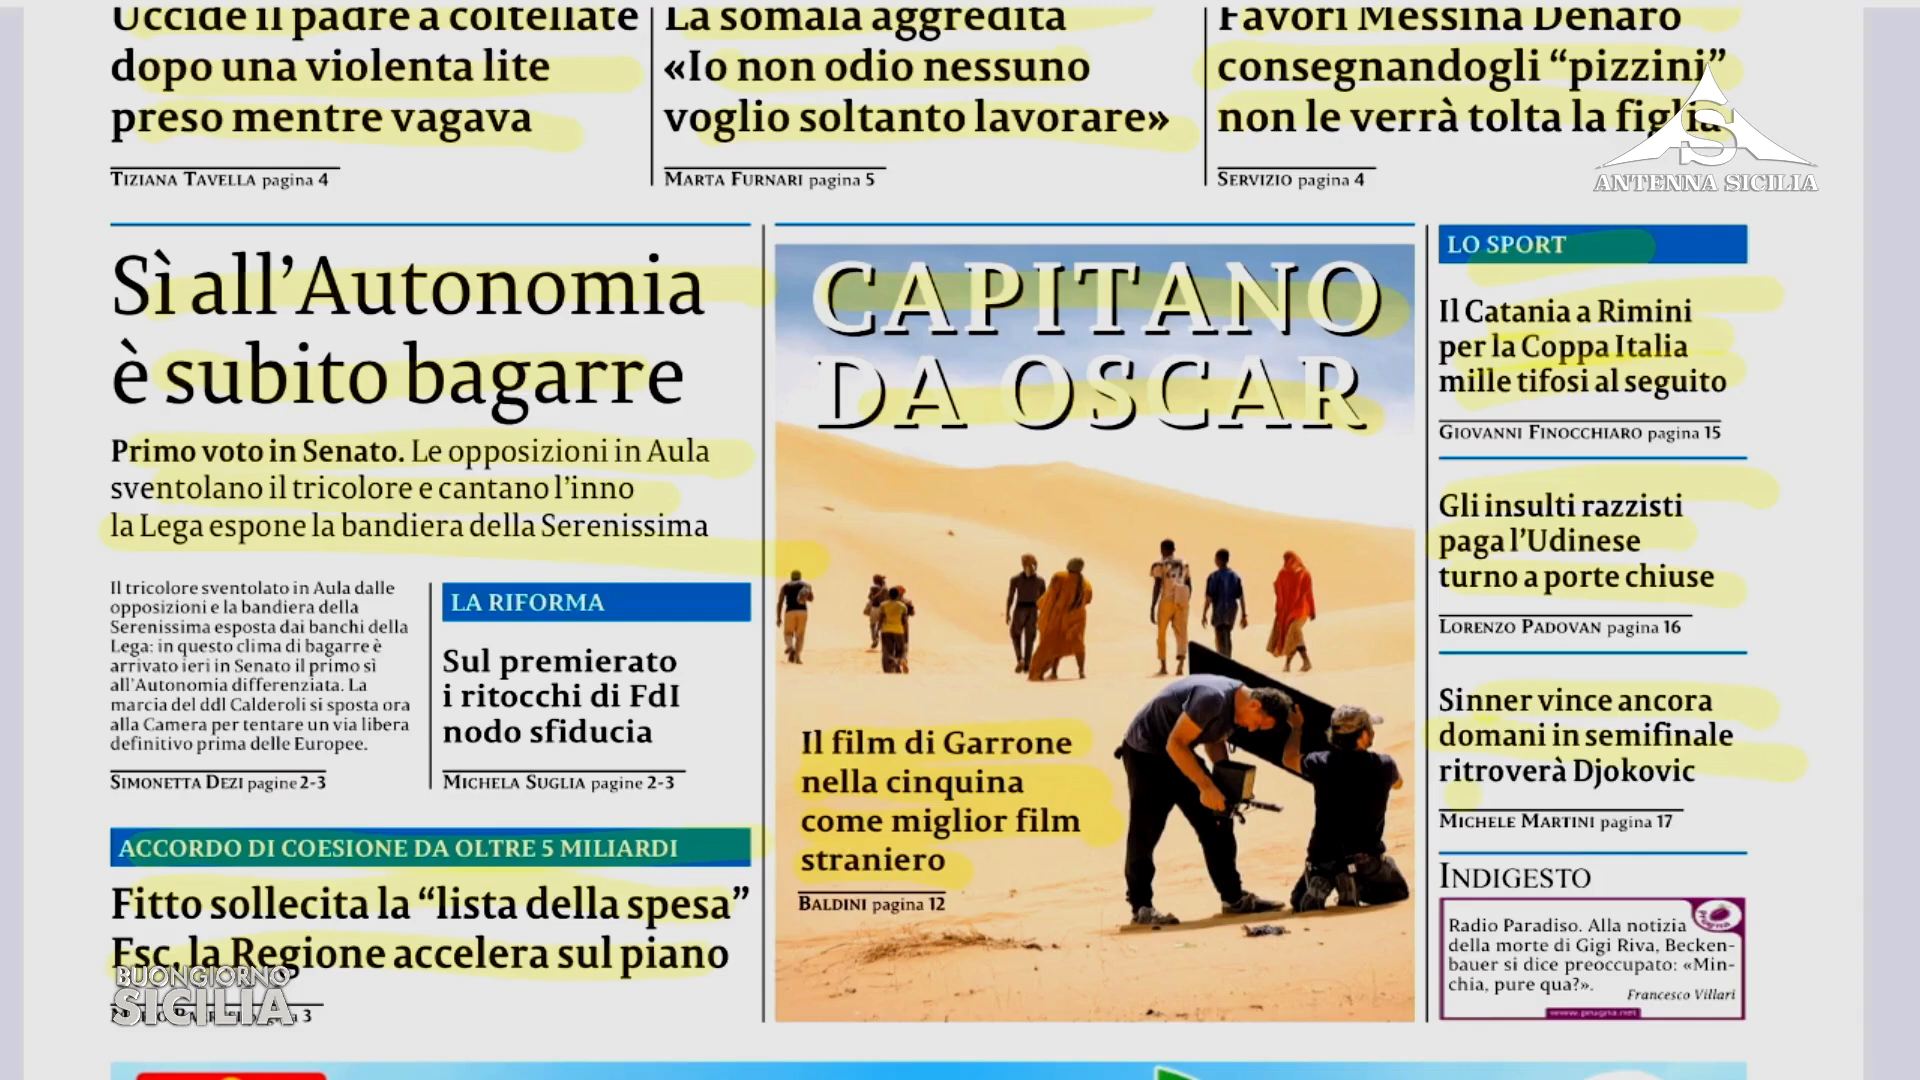 Uccide il padre a coltellate
dopo una violenta lite
preso mentre vagava
TIZIANA TAVELLA pagina 4
La somala aggredita
«Io non odio nessuno
voglio soltanto lavorare»
MARTA FURNARI pagina 5
Favorì Messina Denaro
consegnandogli “pizzini”
non le verrà tolta la figlia
SERVIZIO pagina 4
S
ANTENNA SICILIA
Sì all’Autonomia
è subito bagarre
Primo voto in Senato. Le opposizioni in Aula
sventolano il tricolore e cantano l’inno
la Lega espone la bandiera della Serenissima
Il tricolore sventolato in Aula dalle
opposizioni e la bandiera della
Serenissima esposta dai banchi della
Lega: in questo clima di bagarre è
arrivato ieri in Senato il primo sì
all’Autonomia differenziata. La
marcia del ddl Calderoli si sposta ora
alla Camera per tentare un via libera
definitivo prima delle Europee.
SIMONETTA DEZI pagine 2-3
LA RIFORMA
Sul premierato
i ritocchi di FdI
nodo sfiducia
MICHELA SUGLIA pagine 2-3
ACCORDO DI COESIONE DA OLTRE 5 MILIARDI
Fitto sollecita la “lista della spesa”
Fsc, la Regione accelera sul piano
3
BUONGIORNO
SICILIA
CAPITANO
DA OSCAR
Il film di Garrone
nella cinquina
come miglior film
straniero
BALDINI pagina 12
LO SPORT
Il Catania a Rimini
per la Coppa Italia
mille tifosi al seguito
GIOVANNI FINOCCHIARO pagina 15
Gli insulti razzisti
paga l’Udinese
turno a porte chiuse
LORENZO PADOVAN pagina 16
Sinner vince ancora
domani in semifinale
ritroverà Djokovic
MICHELE MARTINI pagina 17
INDIGESTO
Radio Paradiso. Alla notizia
della morte di Gigi Riva, Becken-
bauer si dice preoccupato: «Min-
chia, pure qua?».
Francesco Villari
Prugna
www.prugna.net